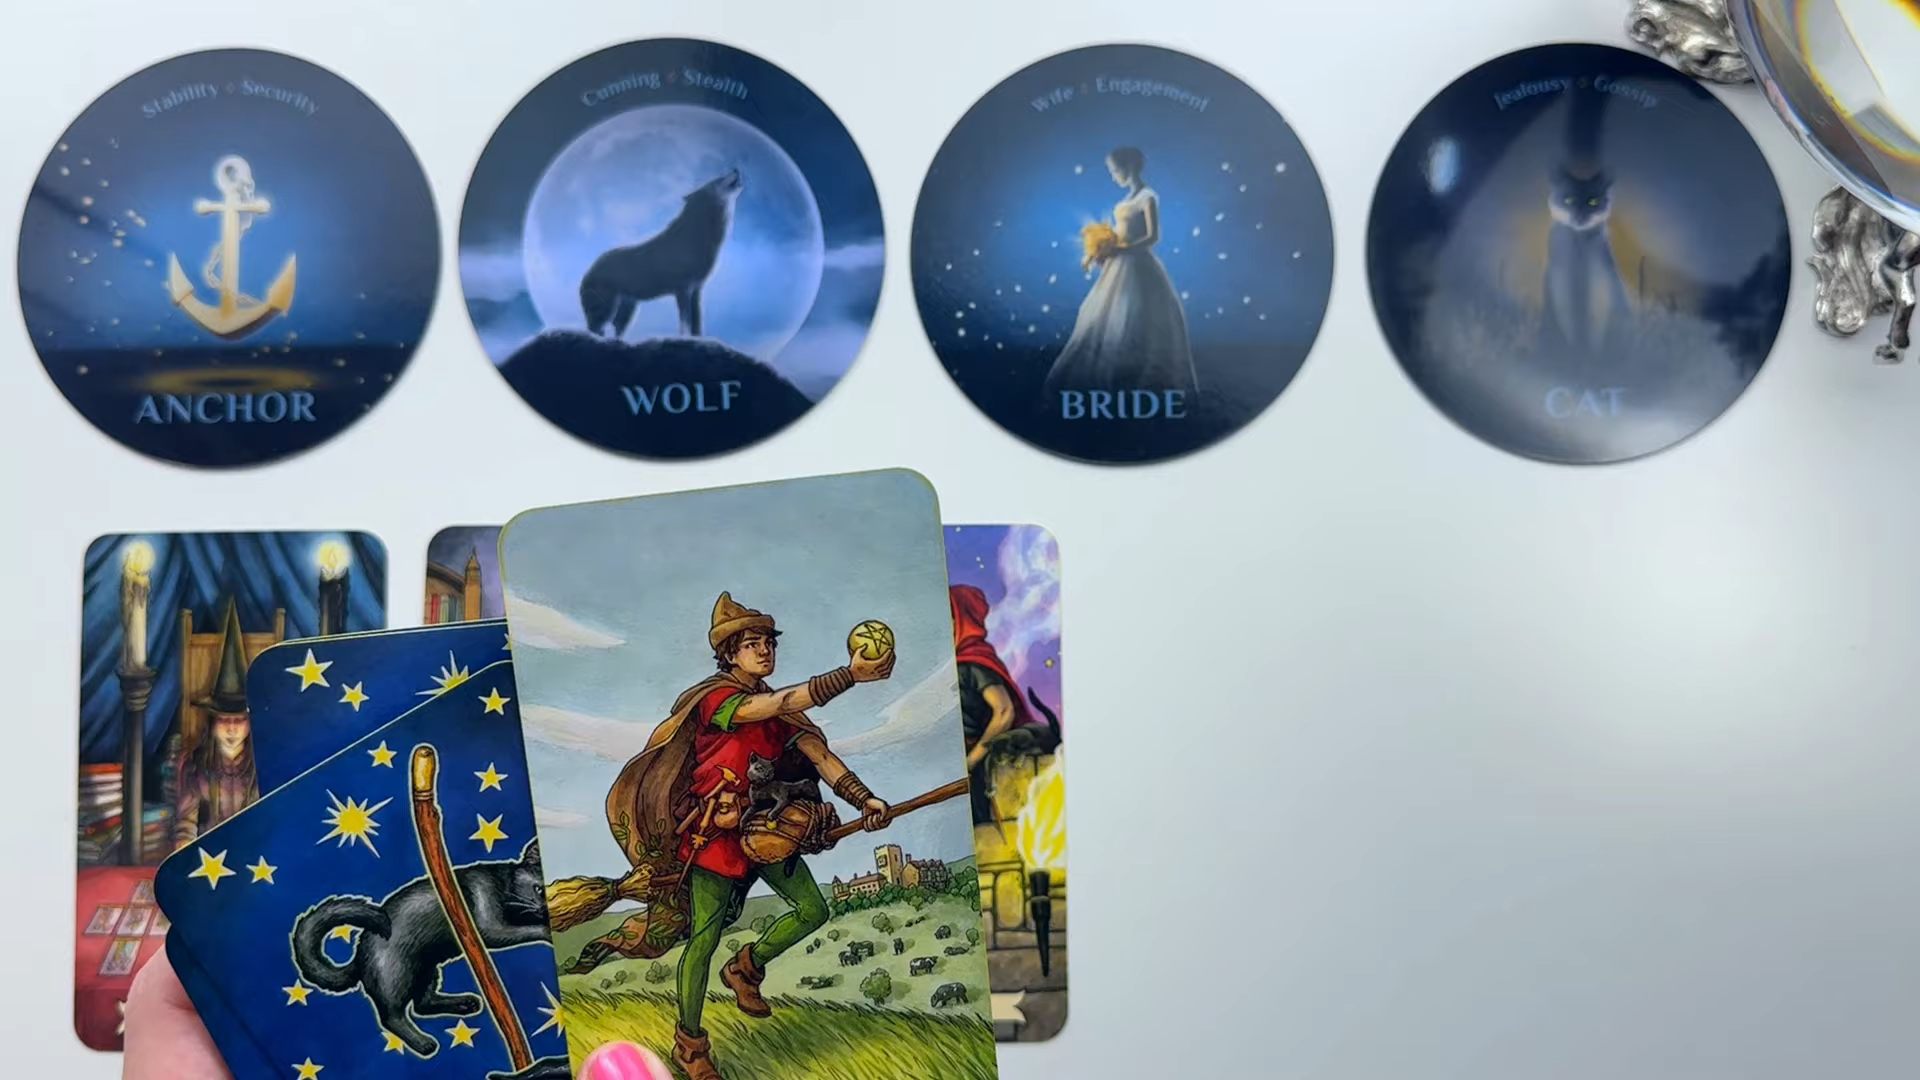 Stability ◦ Security
ANCHOR
Cunning ◦ Stealth
WOLF
Wife ◦ Engagement
BRIDE
Jealousy ◦ Gossip
CAT